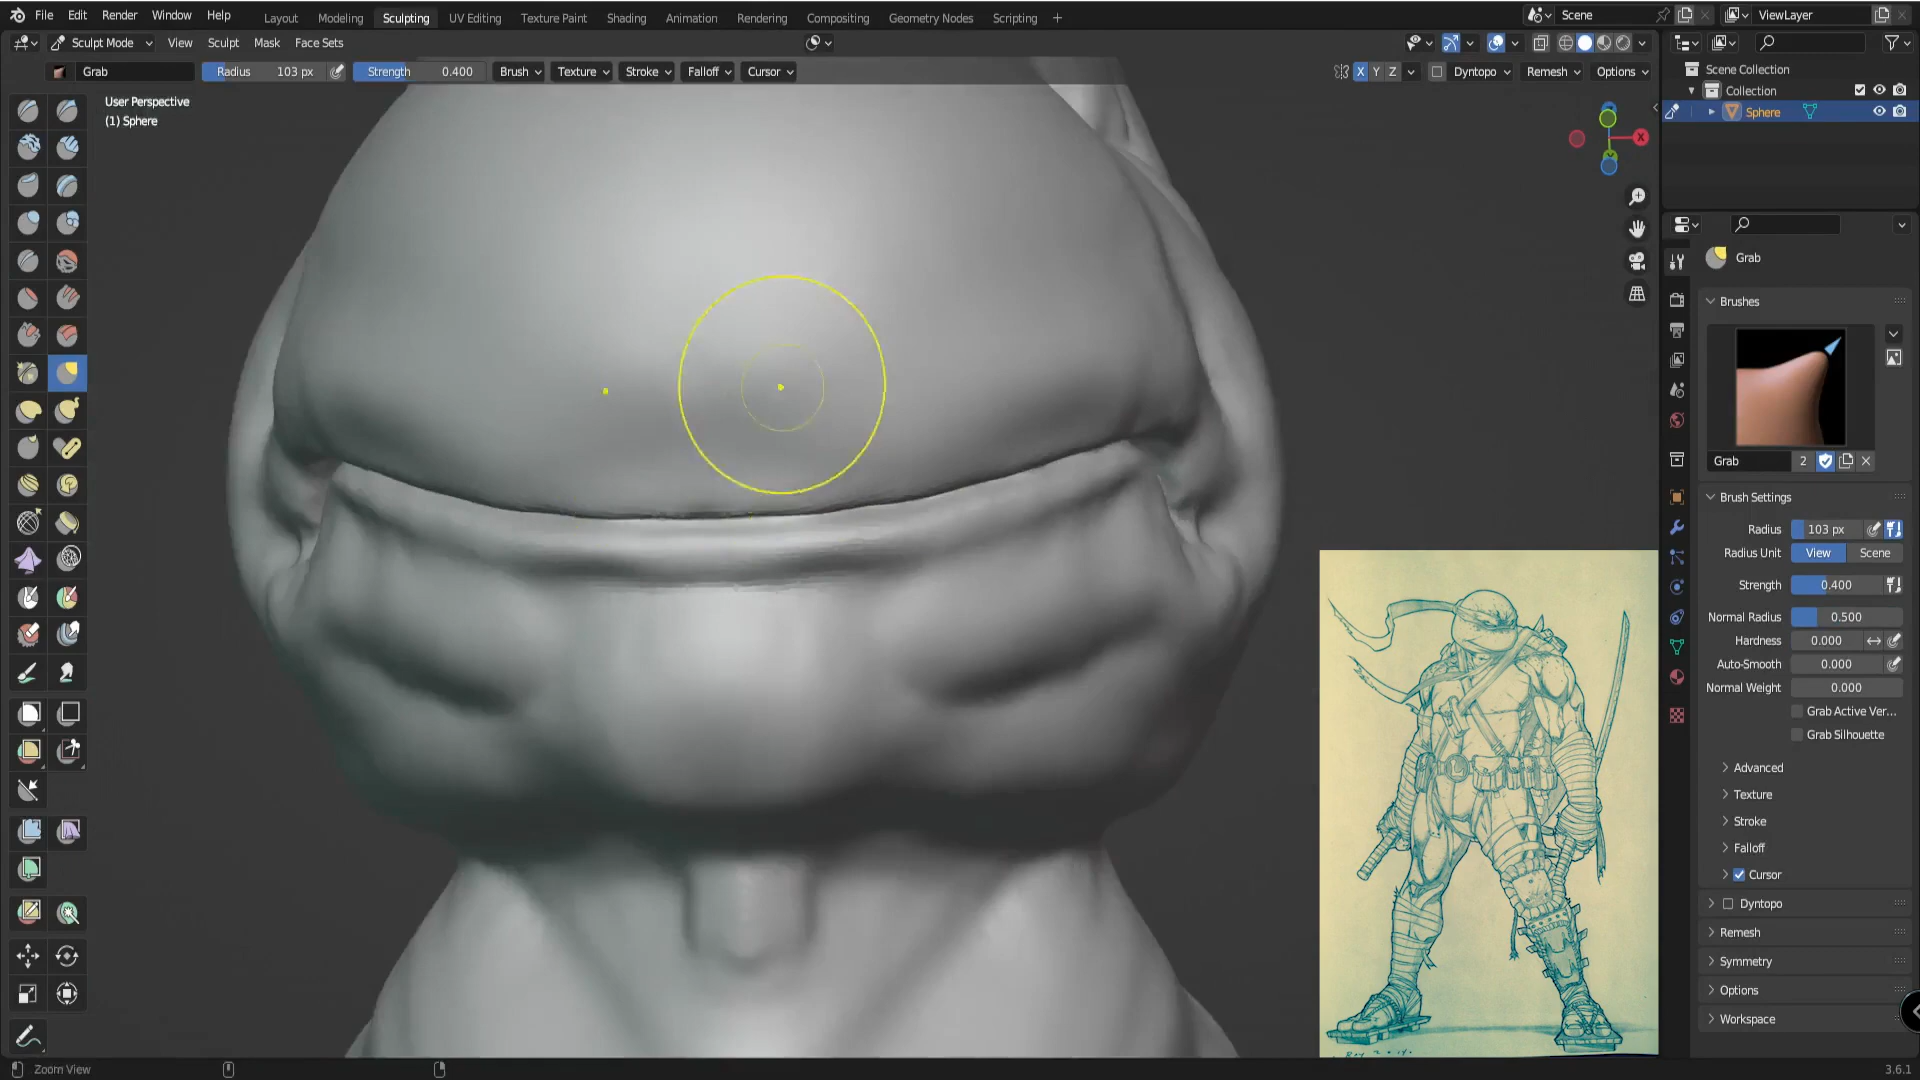 File Edit Render Window Help Layout Modeling Sculpting UV Editing Texture Paint Shading Animation Rendering Compositing Geometry Nodes Scripting + Scene ViewLayer
Sculpt Mode View Sculpt Mask Face Sets
Grab Radius 103 px Strength 0.400 Brush Texture Stroke Falloff Cursor X Y Z Dyntopo Remesh Options
User Perspective
(1) Sphere
X
Scene Collection
Collection
Sphere
Grab
Brushes
Grab 2
Brush Settings
Radius 103 px
Radius Unit View Scene
Strength 0.400
Normal Radius 0.500
Hardness 0.000
Auto-Smooth 0.000
Normal Weight 0.000
Grab Active Ver...
Grab Silhouette
Advanced
Texture
Stroke
Falloff
Cursor
Dyntopo
Remesh
Symmetry
Options
Workspace
Zoom View 3.6.1